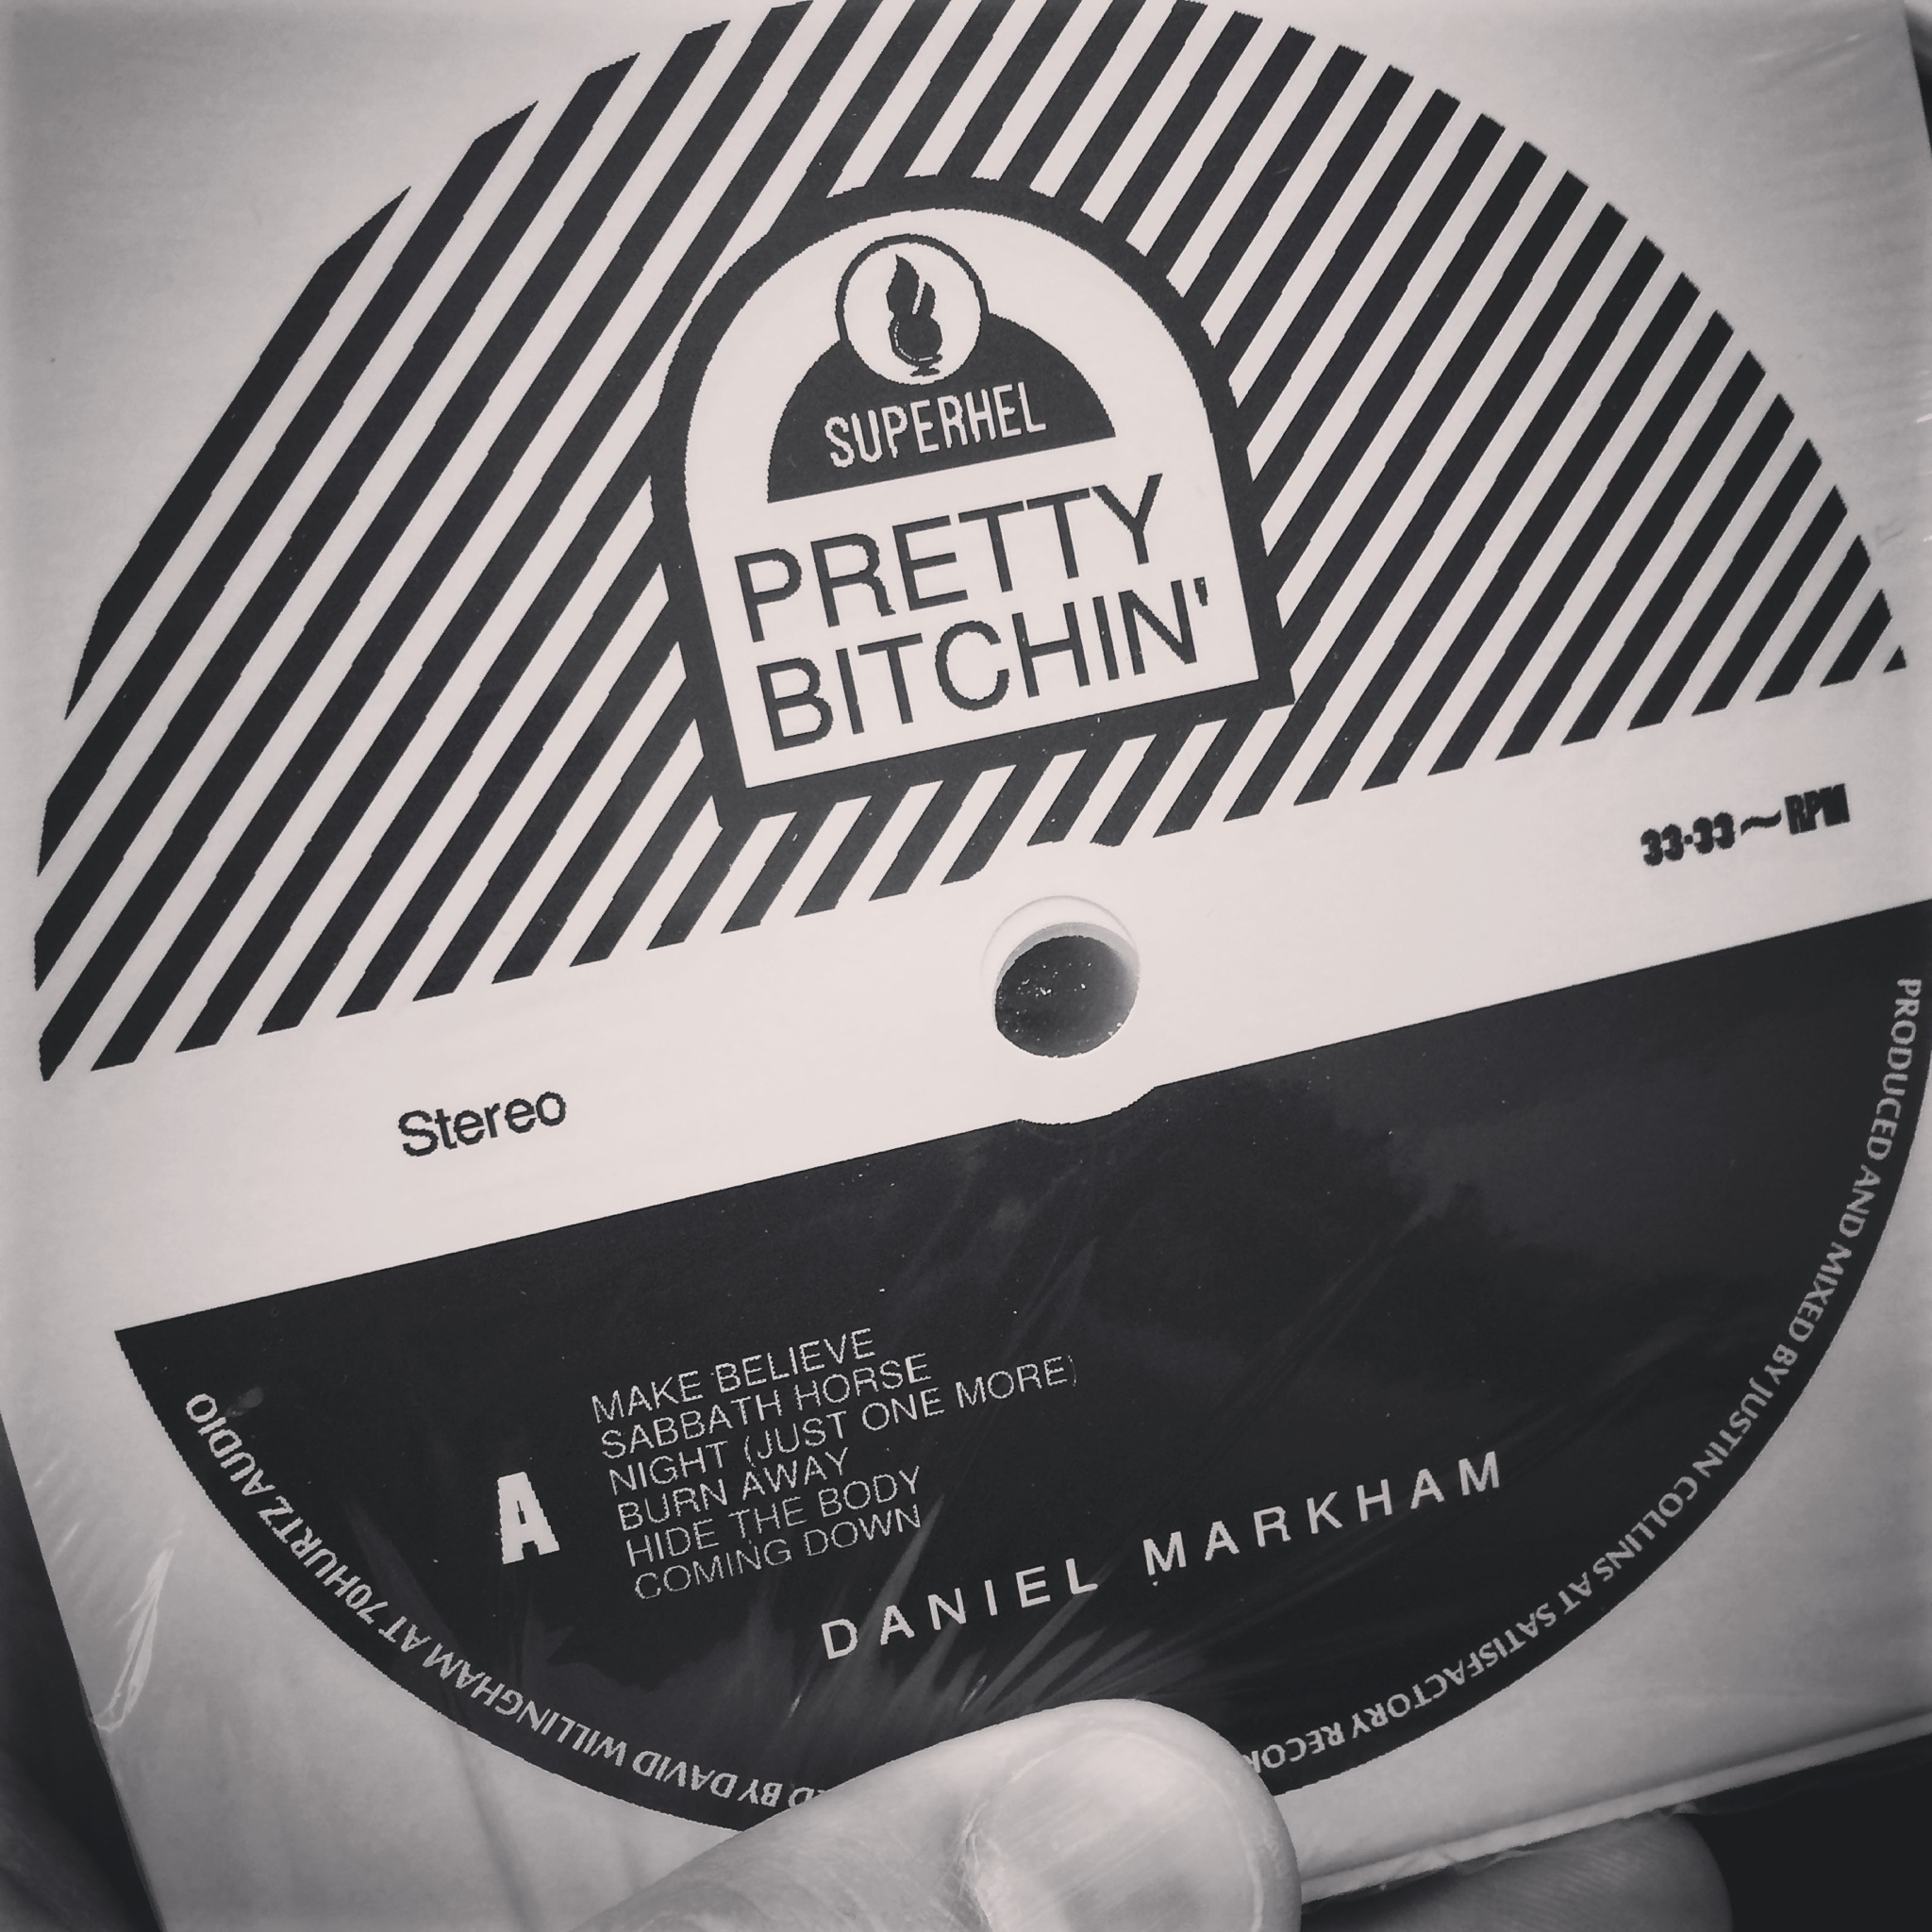 SUPERHEL
PRETTY
BITCHIN'
33·33~RPM
Stereo
A
MAKE BELIEVE
SABBATH HORSE
NIGHT (JUST ONE MORE)
BURN AWAY
HIDE THE BODY
COMING DOWN
DANIEL MARKHAM
PRODUCED AND MIXED BY JUSTIN COLLINS AT SATISFACTORY
BY DAVID WILLINGHAM AT 70HURTZ AUDIO